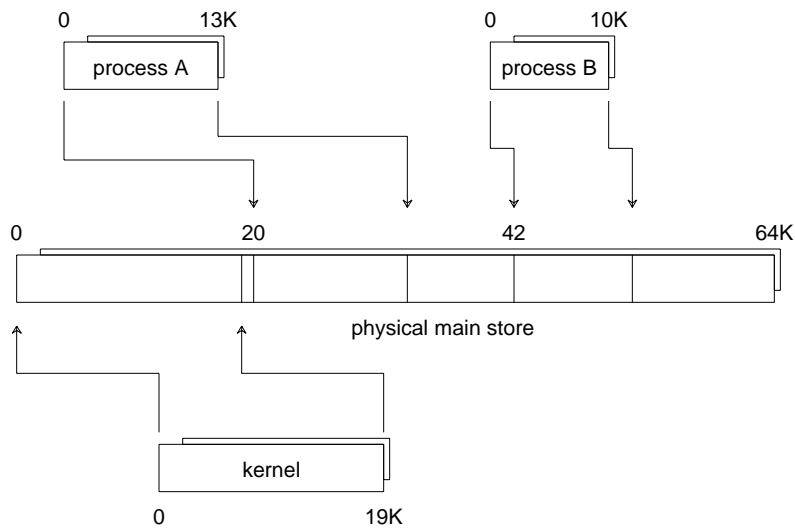 0 13K 0 10K
process A process B
0 20 42 64K
physical main store
kernel
0 19K